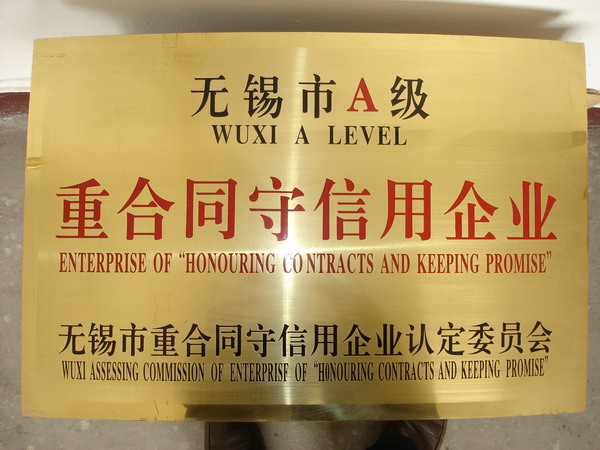 无锡市A级
WUXI A LEVEL
重合同守信用企业
ENTERPRISE OF "HONOURING CONTRACTS AND KEEPING PROMISE"
无锡市重合同守信用企业认定委员会
WUXI ASSESSING COMMISSION OF ENTERPRISE OF "HONOURING CONTRACTS AND KEEPING PROMISE"